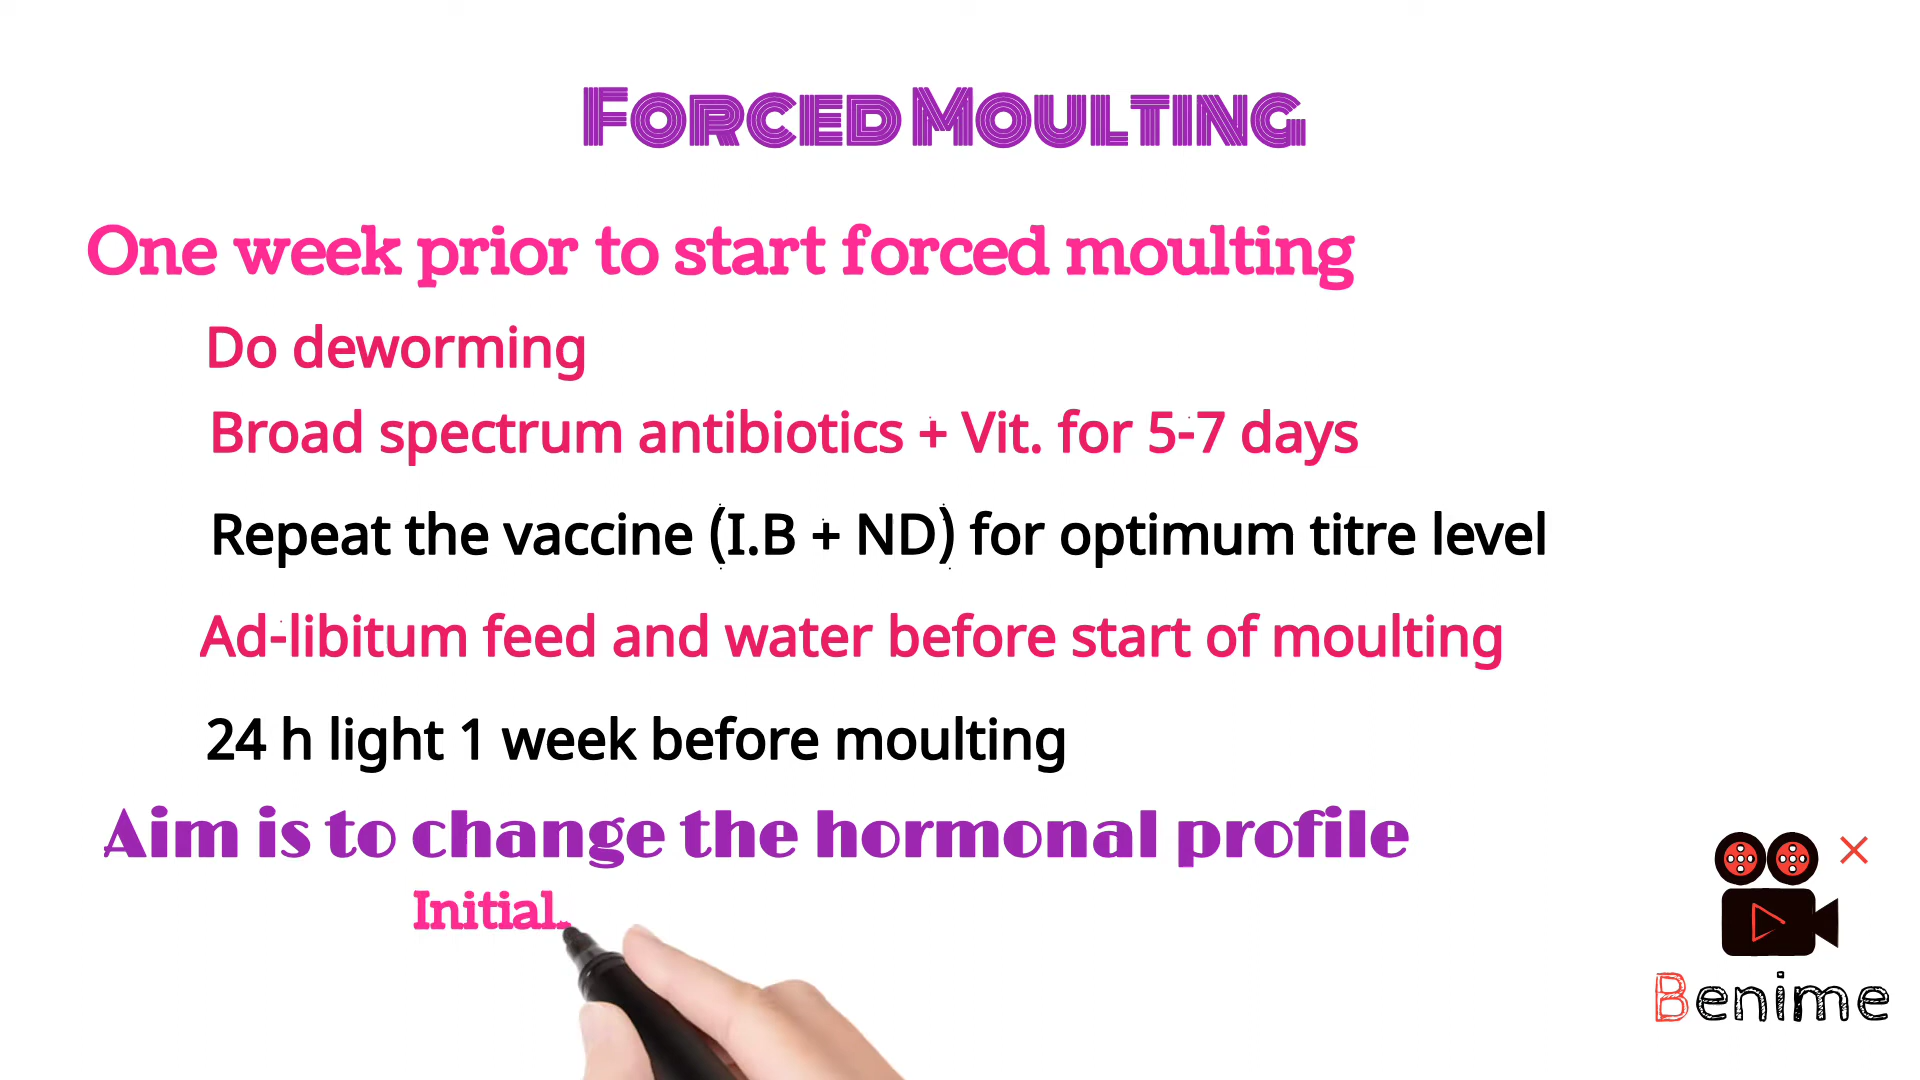 Forced Moulting
One week prior to start forced moulting
Do deworming
Broad spectrum antibiotics + Vit. for 5-7 days
Repeat the vaccine (I.B + ND) for optimum titre level
Ad-libitum feed and water before start of moulting
24 h light 1 week before moulting
Aim is to change the hormonal profile
Initial
Benime